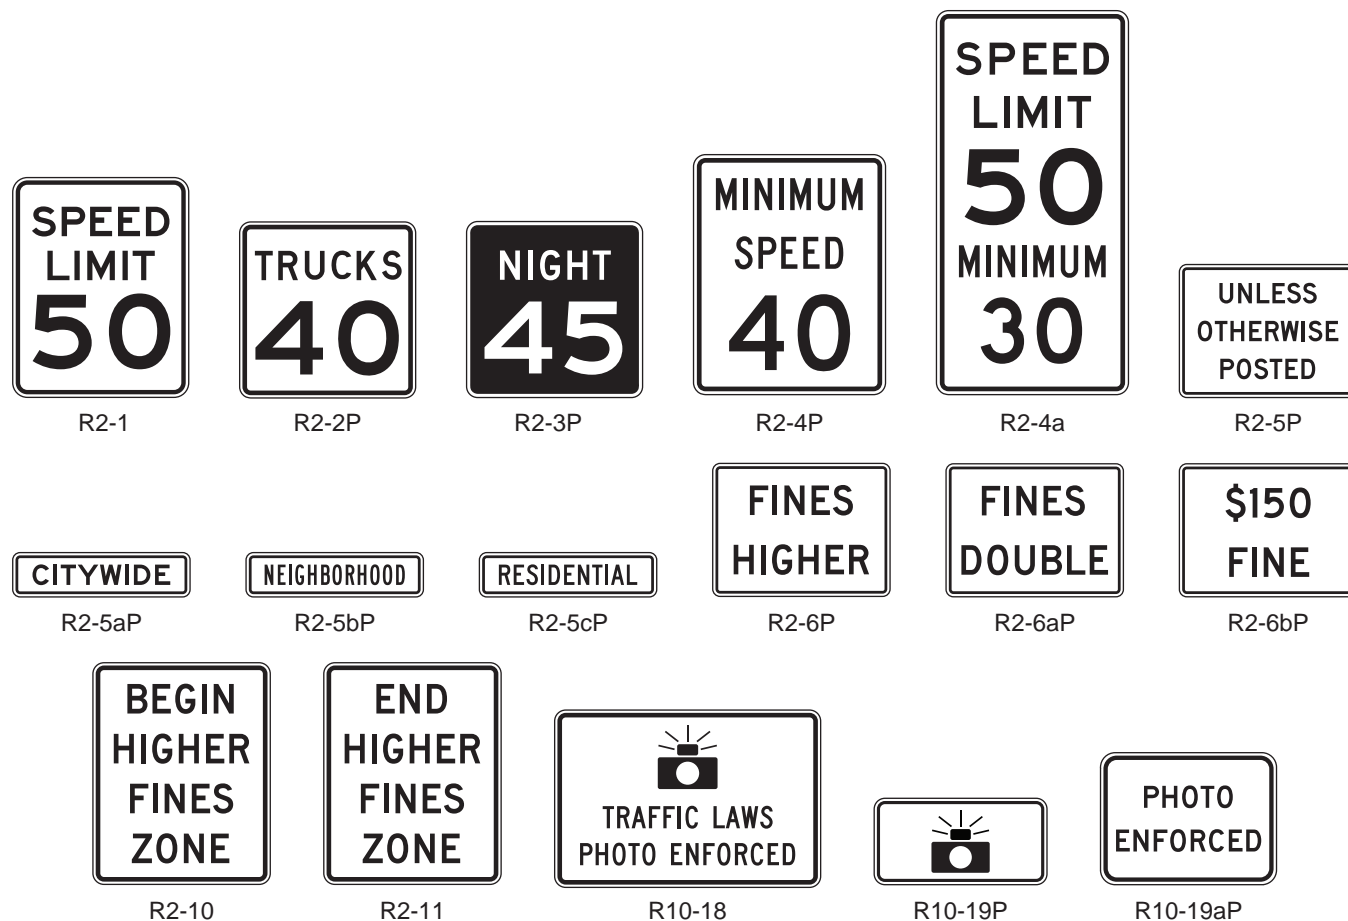 SPEED
LIMIT
50
R2-1
TRUCKS
40
R2-2P
NIGHT
45
R2-3P
MINIMUM
SPEED
40
R2-4P
SPEED
LIMIT
50
MINIMUM
30
R2-4a
UNLESS
OTHERWISE
POSTED
R2-5P
CITYWIDE
R2-5aP
NEIGHBORHOOD
R2-5bP
RESIDENTIAL
R2-5cP
FINES
HIGHER
R2-6P
FINES
DOUBLE
R2-6aP
$150
FINE
R2-6bP
BEGIN
HIGHER
FINES
ZONE
R2-10
END
HIGHER
FINES
ZONE
R2-11
TRAFFIC LAWS
PHOTO ENFORCED
R10-18
R10-19P
PHOTO
ENFORCED
R10-19aP